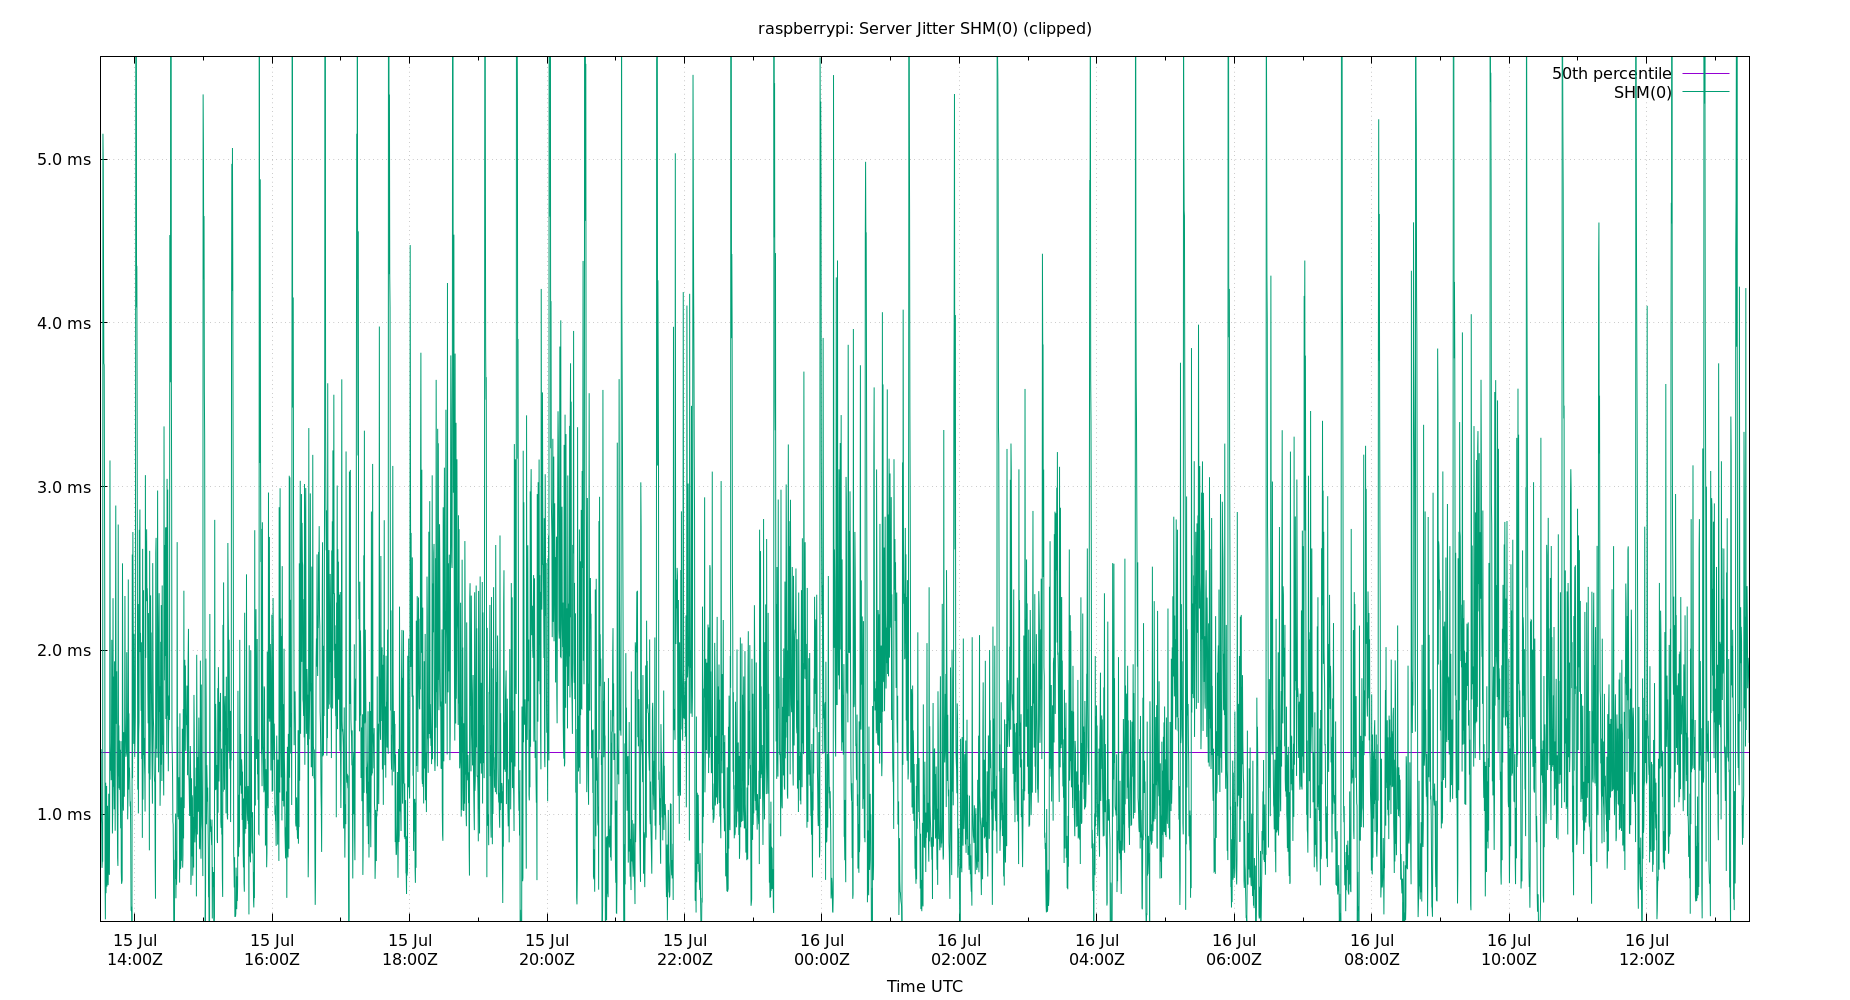 raspberrypi: Server Jitter SHM(0) (clipped)
50th percentile
SHM(0)
5.0 ms
4.0 ms
3.0 ms
2.0 ms
1.0 ms
15 Jul 15 Jul 15 Jul 15 Jul 15 Jul 16 Jul 16 Jul 16 Jul 16 Jul 16 Jul 16 Jul 16 Jul
14:00Z 16:00Z 18:00Z 20:00Z 22:00Z 00:00Z 02:00Z 04:00Z 06:00Z 08:00Z 10:00Z 12:00Z
Time UTC